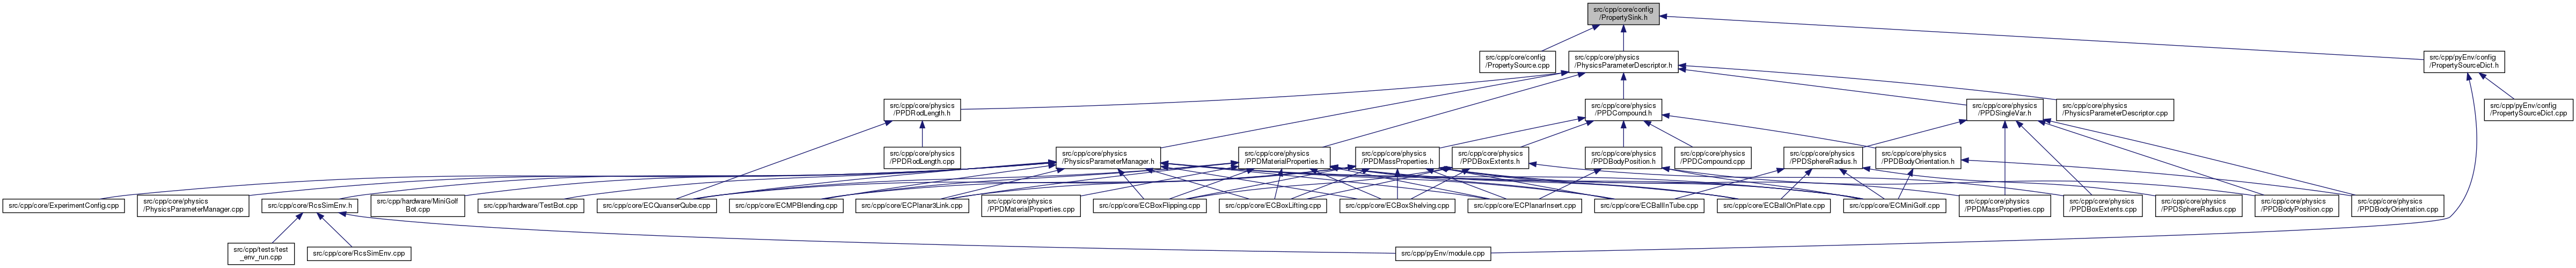 src/cpp/core/config
/PropertySink.h
src/cpp/core/config
/PropertySource.cpp
src/cpp/core/physics
/PhysicsParameterDescriptor.h
src/cpp/pyEnv/config
/PropertySourceDict.h
src/cpp/core/physics
/PPDRodLength.h
src/cpp/core/physics
/PPDCompound.h
src/cpp/core/physics
/PPDSingleVar.h
src/cpp/core/physics
/PhysicsParameterDescriptor.cpp
src/cpp/pyEnv/config
/PropertySourceDict.cpp
src/cpp/core/physics
/PPDRodLength.cpp
src/cpp/core/physics
/PhysicsParameterManager.h
src/cpp/core/physics
/PPDMaterialProperties.h
src/cpp/core/physics
/PPDMassProperties.h
src/cpp/core/physics
/PPDBoxExtents.h
src/cpp/core/physics
/PPDBodyPosition.h
src/cpp/core/physics
/PPDCompound.cpp
src/cpp/core/physics
/PPDSphereRadius.h
src/cpp/core/physics
/PPDBodyOrientation.h
src/cpp/core/ExperimentConfig.cpp
src/cpp/core/physics
/PhysicsParameterManager.cpp
src/cpp/core/RcsSimEnv.h
src/cpp/hardware/MiniGolf
Bot.cpp
src/cpp/hardware/TestBot.cpp
src/cpp/core/ECQuanserQube.cpp
src/cpp/core/ECMPBlending.cpp
src/cpp/core/ECPlanar3Link.cpp
src/cpp/core/physics
/PPDMaterialProperties.cpp
src/cpp/core/ECBoxFlipping.cpp
src/cpp/core/ECBoxLifting.cpp
src/cpp/core/ECBoxShelving.cpp
src/cpp/core/ECPlanarInsert.cpp
src/cpp/core/ECBallInTube.cpp
src/cpp/core/ECBallOnPlate.cpp
src/cpp/core/ECMiniGolf.cpp
src/cpp/core/physics
/PPDMassProperties.cpp
src/cpp/core/physics
/PPDBoxExtents.cpp
src/cpp/core/physics
/PPDSphereRadius.cpp
src/cpp/core/physics
/PPDBodyPosition.cpp
src/cpp/core/physics
/PPDBodyOrientation.cpp
src/cpp/tests/test
_env_run.cpp
src/cpp/core/RcsSimEnv.cpp
src/cpp/pyEnv/module.cpp